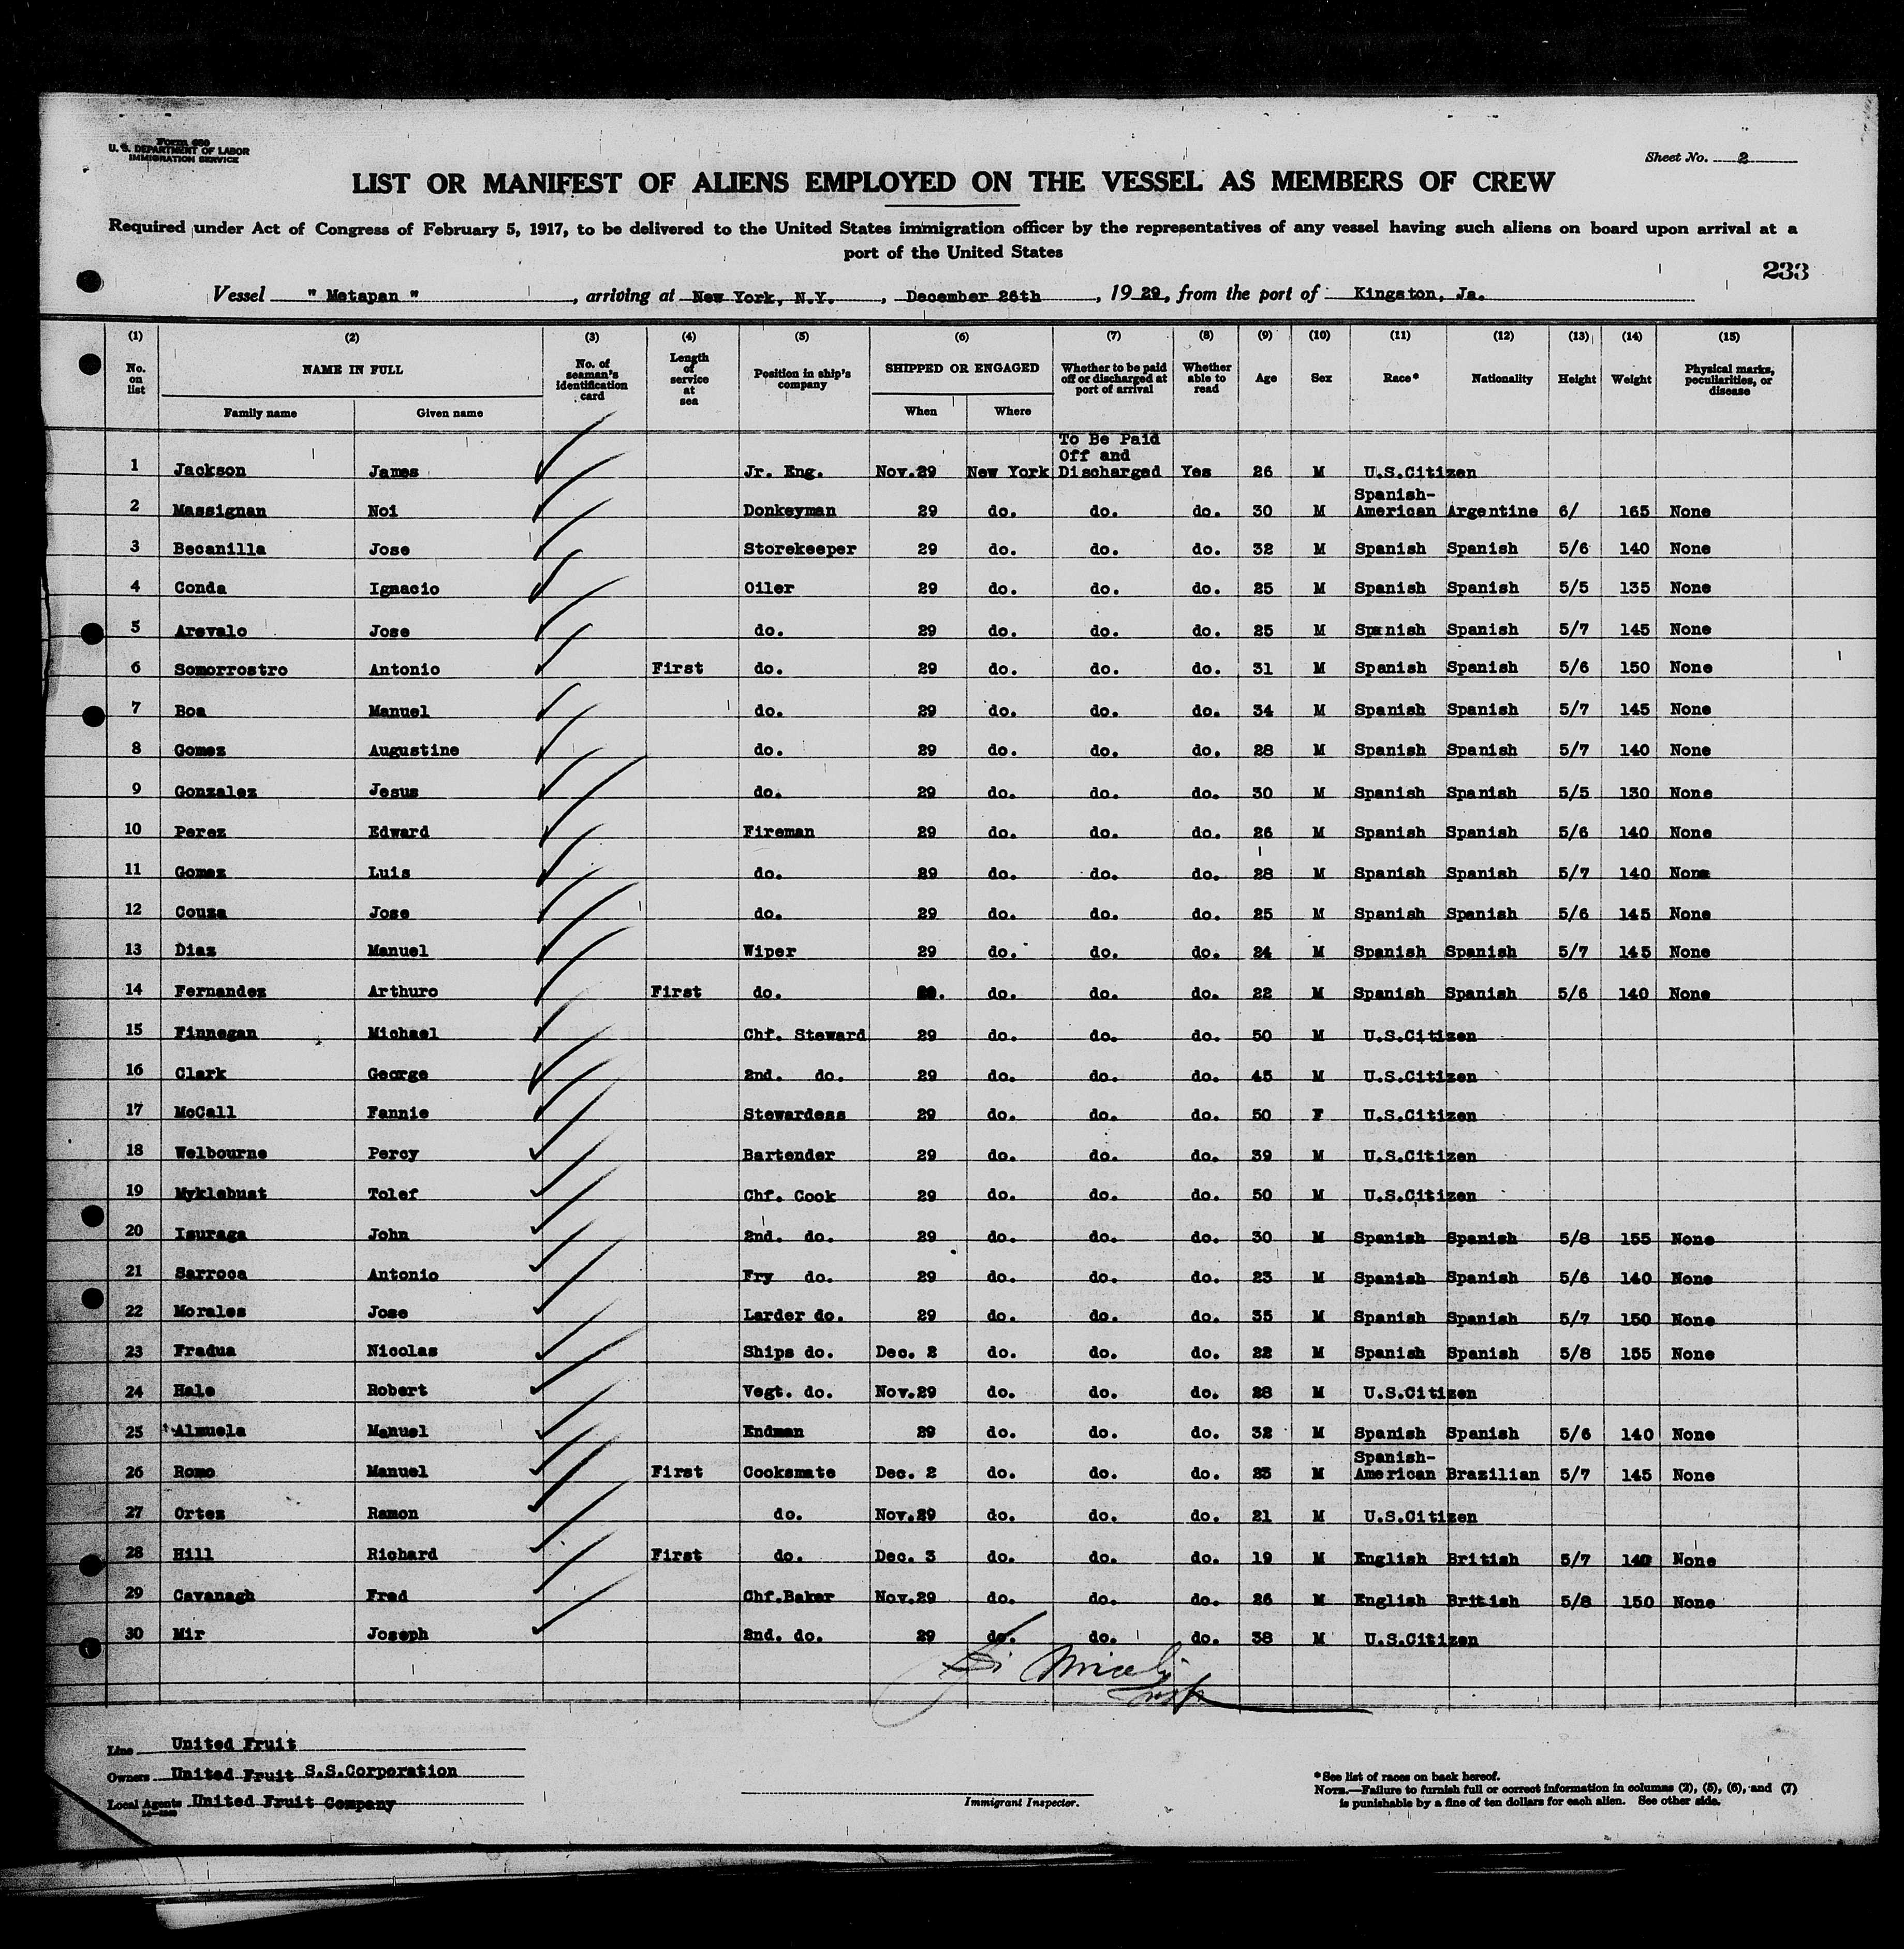 Form 680
U. S. DEPARTMENT OF LABOR
IMMIGRATION SERVICE
Sheet No. 2
LIST OR MANIFEST OF ALIENS EMPLOYED ON THE VESSEL AS MEMBERS OF CREW
Required under Act of Congress of February 5, 1917, to be delivered to the United States immigration officer by the representatives of any vessel having such aliens on board upon arrival at a
port of the United States
233
Vessel " Metapan ", arriving at New York, N.Y., December 26th, 1929, from the port of Kingston, Ja.
(1) (2) (3) (4) (5) (6) (7) (8) (9) (10) (11) (12) (13) (14) (15)
No. on list NAME IN FULL Family name Given name No. of seaman's identification card Length of service at sea Position in ship's company SHIPPED OR ENGAGED When Where Whether to be paid off or discharged at port of arrival Whether able to read Age Sex Race* Nationality Height Weight Physical marks, peculiarities, or disease
1 Jackson James Jr. Eng. Nov.29 New York To Be Paid Off and Discharged Yes 26 M U.S.Citizen
2 Massignan Noi Donkeyman 29 do. do. do. 30 M Spanish-American Argentine 6/ 165 None
3 Becanilla Jose Storekeeper 29 do. do. do. 32 M Spanish Spanish 5/6 140 None
4 Conda Ignacio Oiler 29 do. do. do. 25 M Spanish Spanish 5/5 135 None
5 Arevalo Jose do. 29 do. do. do. 25 M Spanish Spanish 5/7 145 None
6 Somorrostro Antonio First do. 29 do. do. do. 31 M Spanish Spanish 5/6 150 None
7 Boa Manuel do. 29 do. do. do. 34 M Spanish Spanish 5/7 145 None
8 Gomez Augustine do. 29 do. do. do. 28 M Spanish Spanish 5/7 140 None
9 Gonzalez Jesus do. 29 do. do. do. 30 M Spanish Spanish 5/5 130 None
10 Perez Edward Fireman 29 do. do. do. 26 M Spanish Spanish 5/6 140 None
11 Gomez Luis do. 29 do. do. do. 28 M Spanish Spanish 5/7 140 None
12 Couza Jose do. 29 do. do. do. 25 M Spanish Spanish 5/6 145 None
13 Diaz Manuel Wiper 29 do. do. do. 24 M Spanish Spanish 5/7 145 None
14 Fernandez Arthuro First do. do. do. do. 22 M Spanish Spanish 5/6 140 None
15 Finnegan Michael Chf. Steward 29 do. do. do. 50 M U.S.Citizen
16 Clark George 2nd. do. 29 do. do. do. 45 M U.S.Citizen
17 McCall Fannie Stewardess 29 do. do. do. 50 F U.S.Citizen
18 Welbourne Percy Bartender 29 do. do. do. 39 M U.S.Citizen
19 Myklebust Tolef Chf. Cook 29 do. do. do. 50 M U.S.Citizen
20 Isuraga John 2nd. do. 29 do. do. do. 30 M Spanish Spanish 5/8 155 None
21 Sarroca Antonio Fry do. 29 do. do. do. 23 M Spanish Spanish 5/6 140 None
22 Morales Jose Larder do. 29 do. do. do. 35 M Spanish Spanish 5/7 150 None
23 Fradua Nicolas Ships do. Dec. 2 do. do. do. 22 M Spanish Spanish 5/8 155 None
24 Hale Robert Vegt. do. Nov.29 do. do. do. 28 M U.S.Citizen
25 Almuela Manuel Endman 29 do. do. do. 32 M Spanish Spanish 5/6 140 None
26 Romo Manuel First Cooksmate Dec. 2 do. do. do. 23 M Spanish-American Brazilian 5/7 145 None
27 Ortez Ramon do. Nov.29 do. do. do. 21 M U.S.Citizen
28 Hill Richard First do. Dec. 3 do. do. do. 19 M English British 5/7 140 None
29 Cavanagh Fred Chf.Baker Nov.29 do. do. do. 26 M English British 5/8 150 None
30 Mir Joseph 2nd. do. 29 do. do. do. 38 M U.S.Citizen
Line United Fruit
Owners United Fruit S.S.Corporation
Local Agents United Fruit Company
Immigrant Inspector.
*See list of races on back hereof.
NOTE.—Failure to furnish full or correct information in columns (2), (5), (6), and (7)
is punishable by a fine of ten dollars for each alien. See other side.